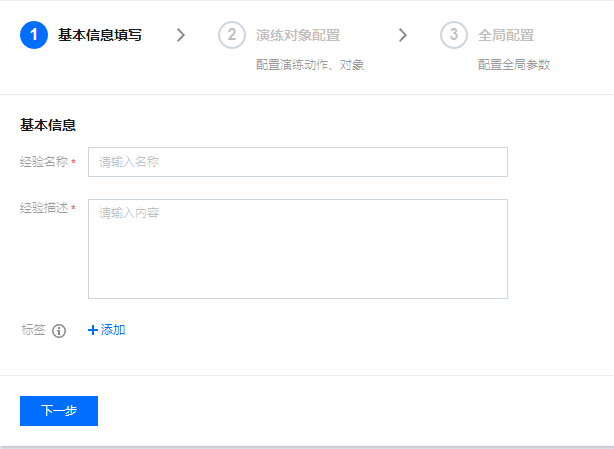 1 基本信息填写 2 演练对象配置 3 全局配置
配置演练动作、对象 配置全局参数
基本信息
经验名称 * 请输入名称
经验描述 * 请输入内容
标签 + 添加
下一步